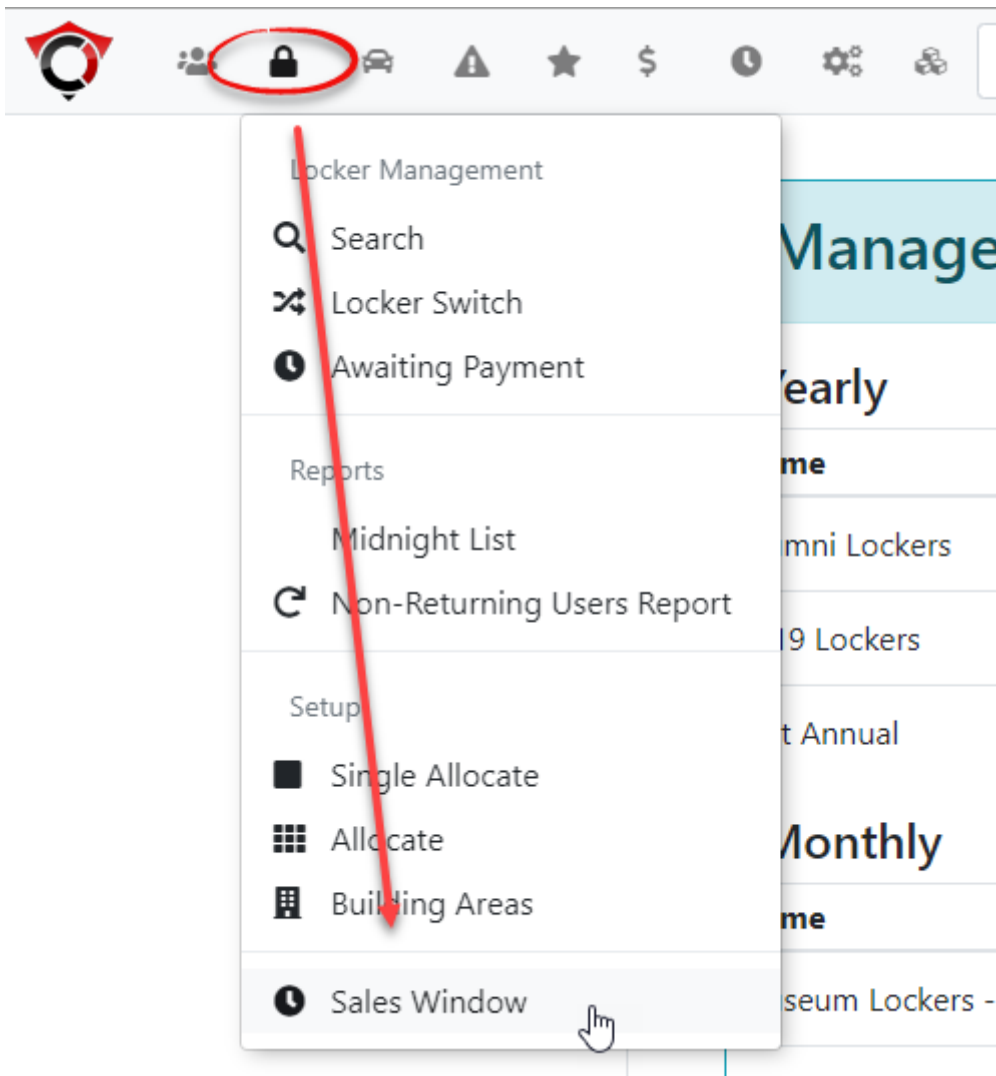 Locker Management
Search
Locker Switch
Awaiting Payment
Reports
Midnight List
Non-Returning Users Report
Setup
Single Allocate
Allocate
Building Areas
Sales Window
Manage
Yearly
me
mni Lockers
19 Lockers
t Annual
Monthly
me
seum Lockers -